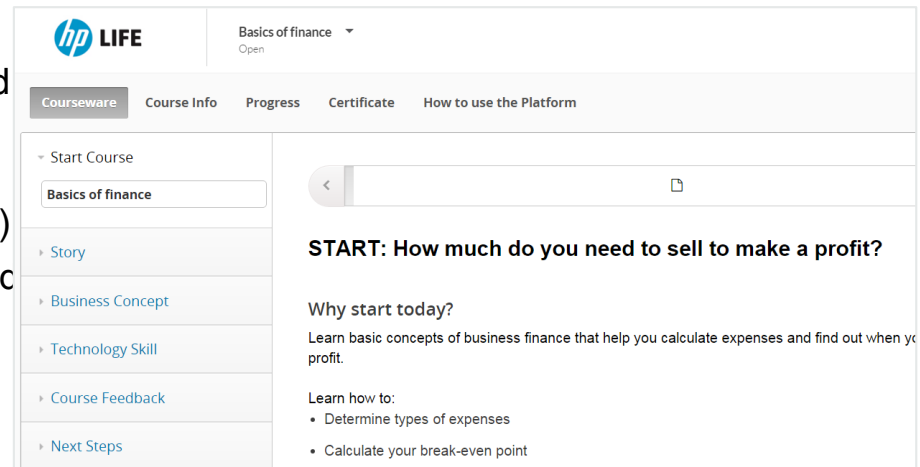 hp LIFE
Basics of finance
Open
Courseware Course Info Progress Certificate How to use the Platform
Start Course
Basics of finance
Story
Business Concept
Technology Skill
Course Feedback
Next Steps
START: How much do you need to sell to make a profit?
Why start today?
Learn basic concepts of business finance that help you calculate expenses and find out when
profit.
Learn how to:
• Determine types of expenses
• Calculate your break-even point